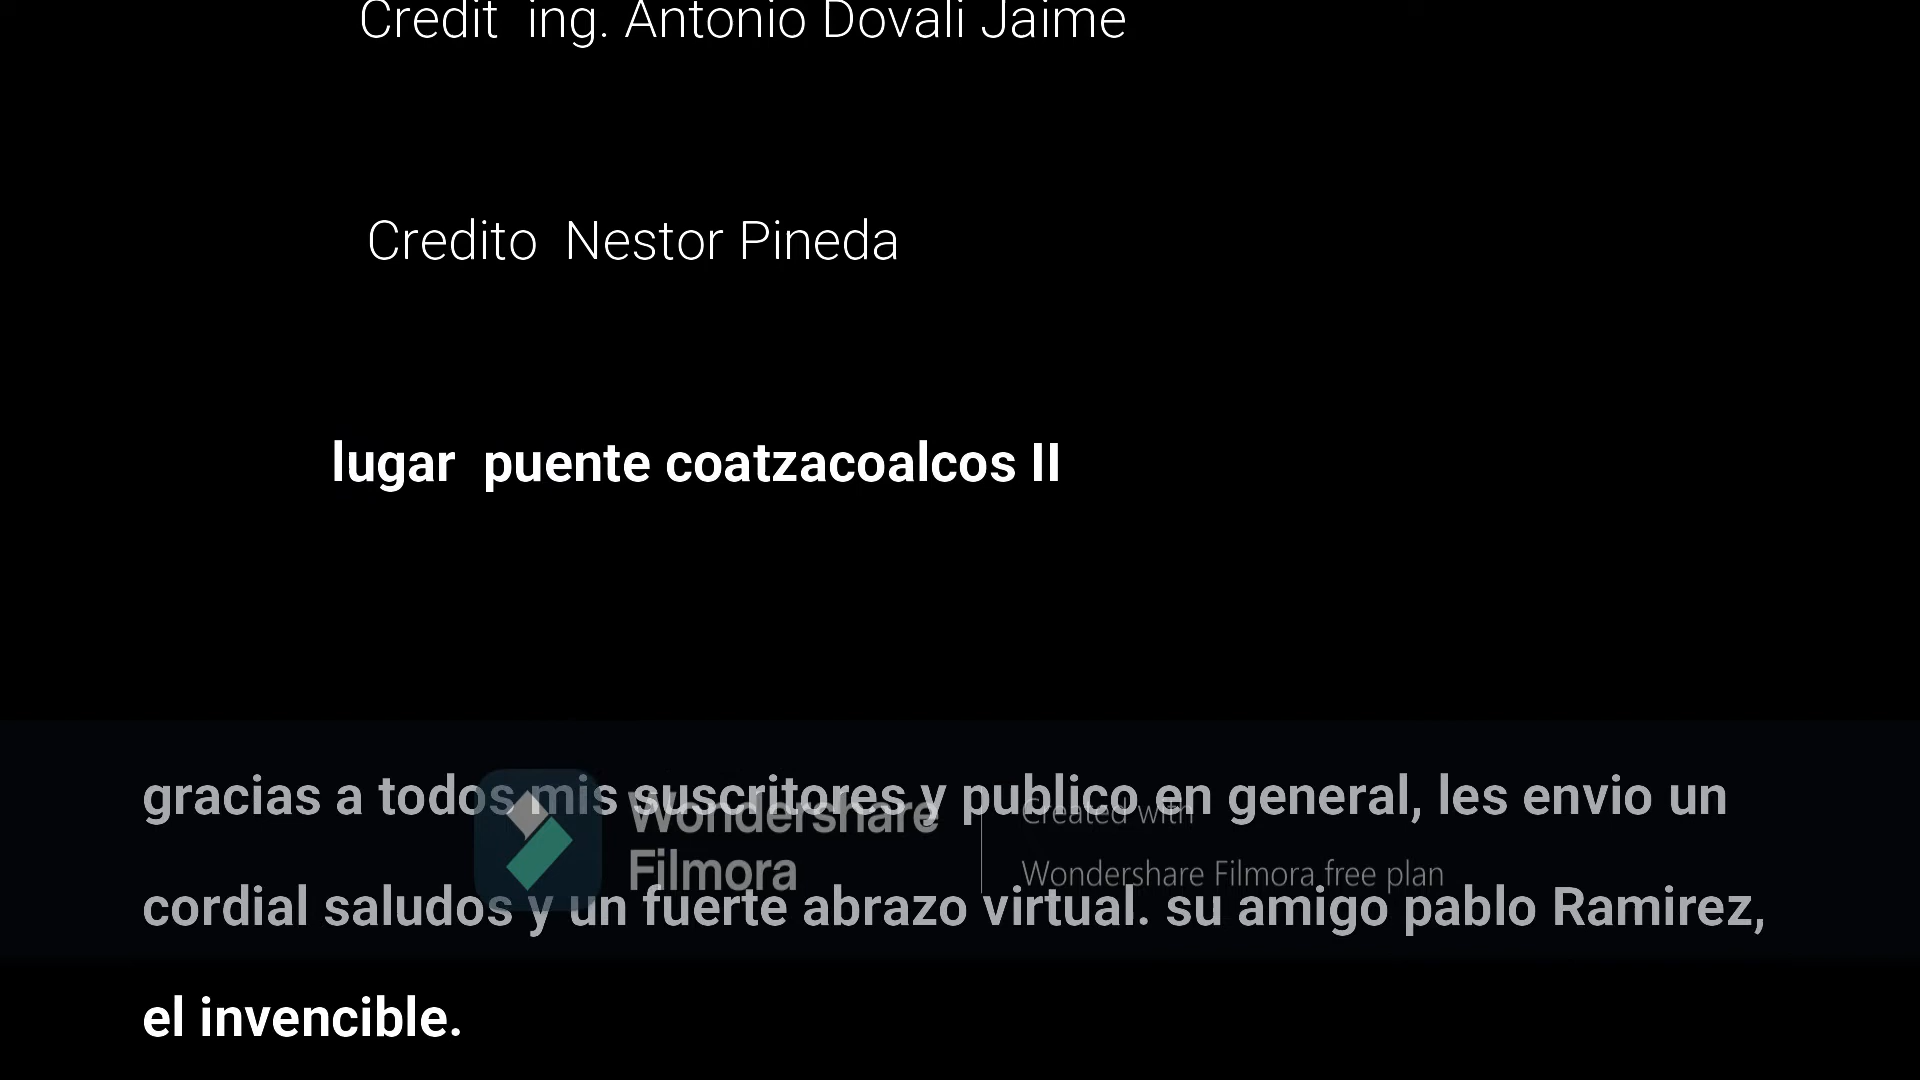 Credit ing. Antonio Dovali Jaime
Credito Nestor Pineda
lugar puente coatzacoalcos II
gracias a todos mis suscritores y publico en general, les envio un
cordial saludos y un fuerte abrazo virtual. su amigo pablo Ramirez,
el invencible.
Wondershare
Filmora
Created with
Wondershare Filmora free plan